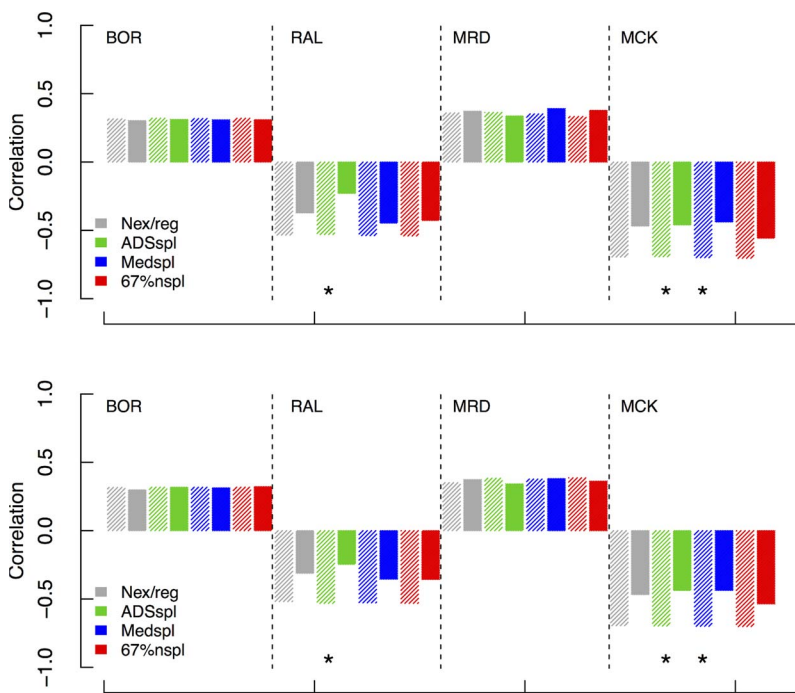 BOR RAL MRD MCK
1.0
0.5
0.0
−0.5
−1.0
Correlation
Nex/reg
ADSspl
Medspl
67%nspl
* * *
BOR RAL MRD MCK
1.0
0.5
0.0
−0.5
−1.0
Correlation
Nex/reg
ADSspl
Medspl
67%nspl
* * *